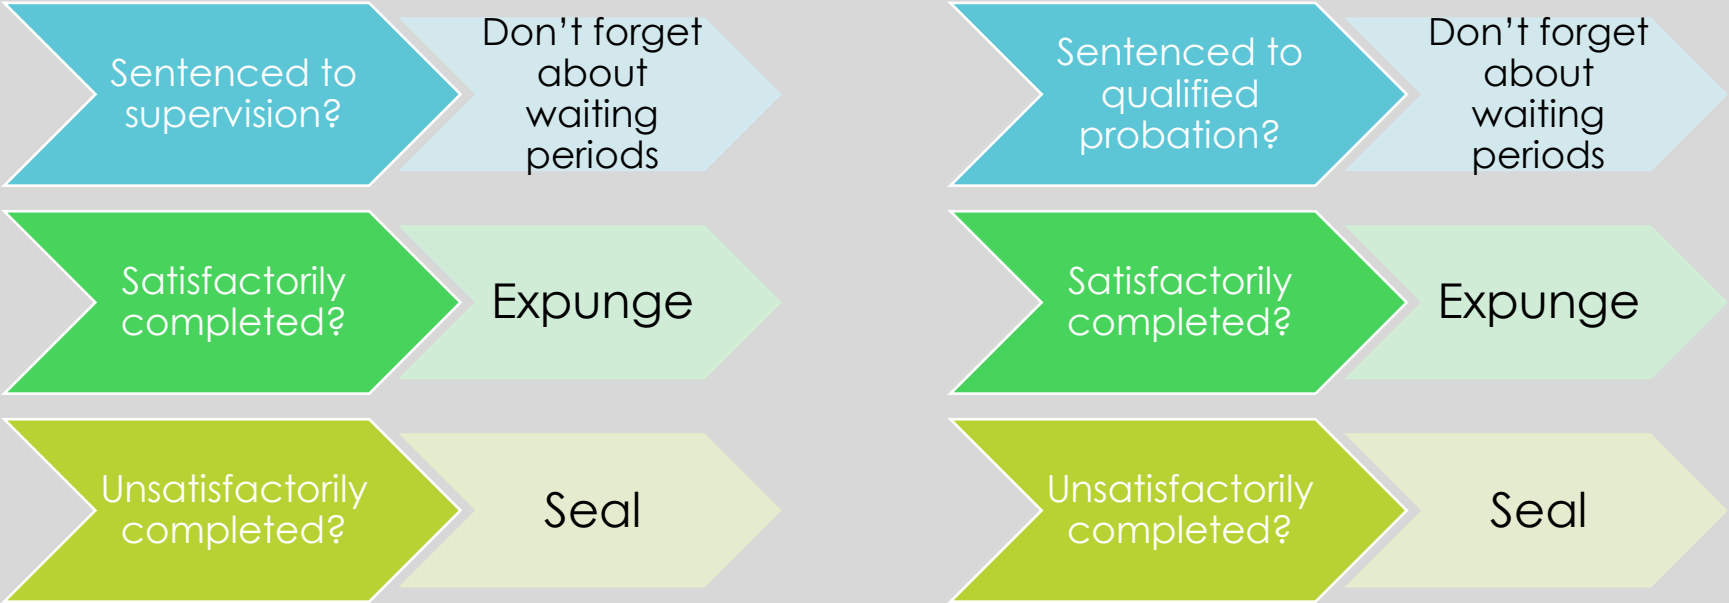 Sentenced to
supervision?
Don’t forget
about
waiting
periods
Satisfactorily
completed?
Expunge
Unsatisfactorily
completed?
Seal
Sentenced to
qualified
probation?
Don’t forget
about
waiting
periods
Satisfactorily
completed?
Expunge
Unsatisfactorily
completed?
Seal